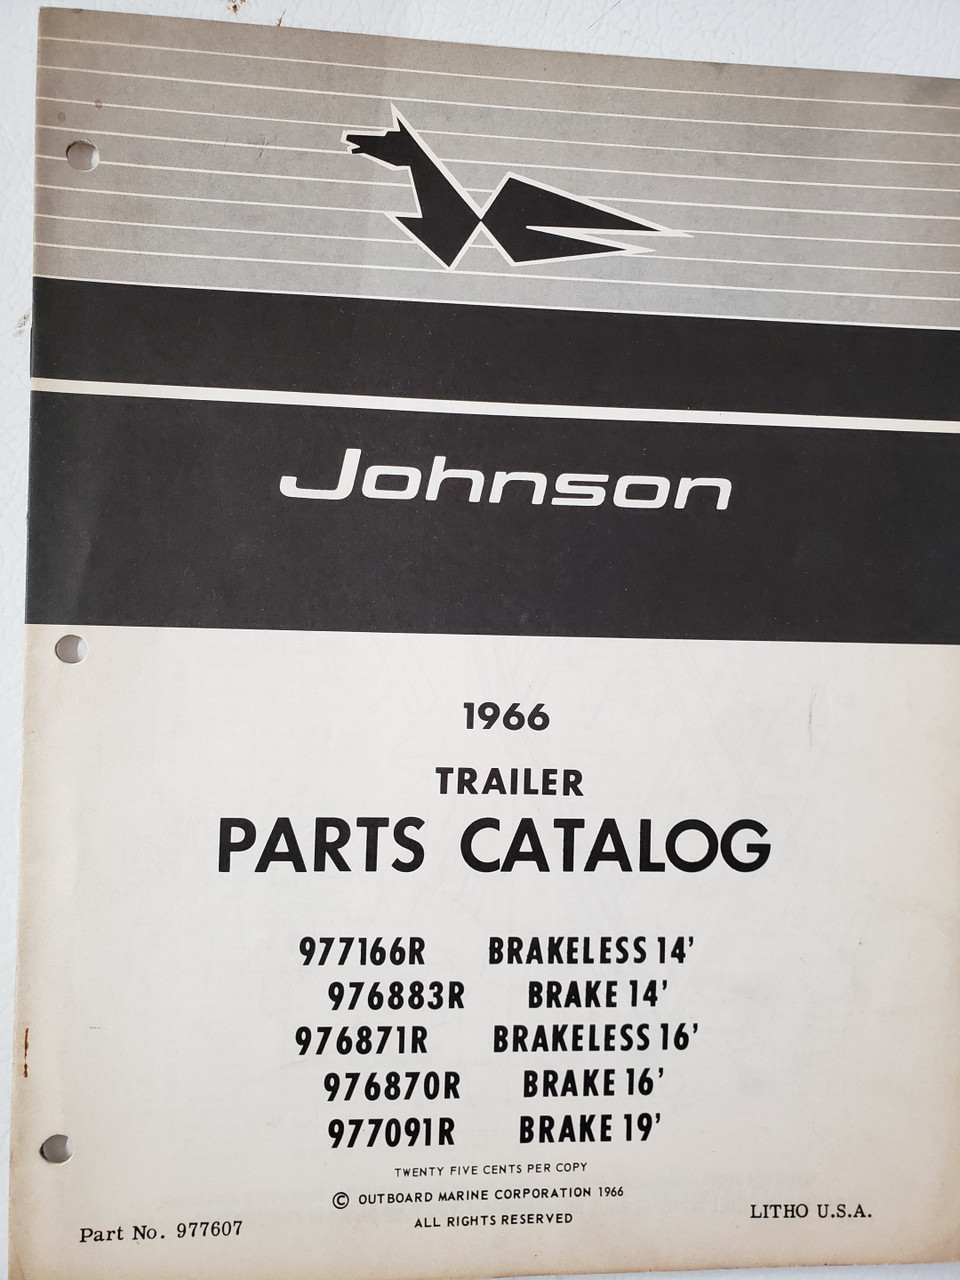 Johnson
1966
TRAILER
PARTS CATALOG
977166R BRAKELESS 14'
976883R BRAKE 14'
976871R BRAKELESS 16'
976870R BRAKE 16'
977091R BRAKE 19'
TWENTY FIVE CENTS PER COPY
© OUTBOARD MARINE CORPORATION 1966
ALL RIGHTS RESERVED
Part No. 977607
LITHO U.S.A.